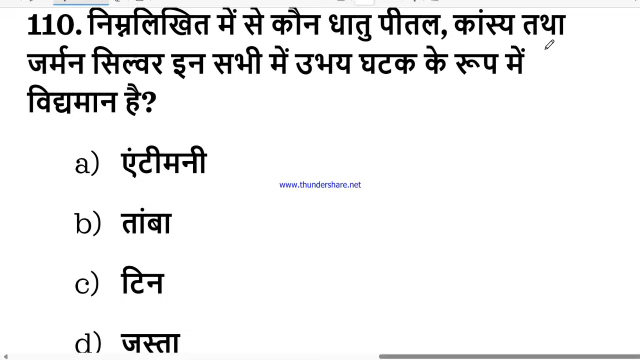 110. निम्नलिखित में से कौन धातु पीतल, कांस्य तथा
जर्मन सिल्वर इन सभी में उभय घटक के रूप में
विद्यमान है?
a) एंटीमनी
www.thundershare.net
b) तांबा
c) टिन
d) जस्ता